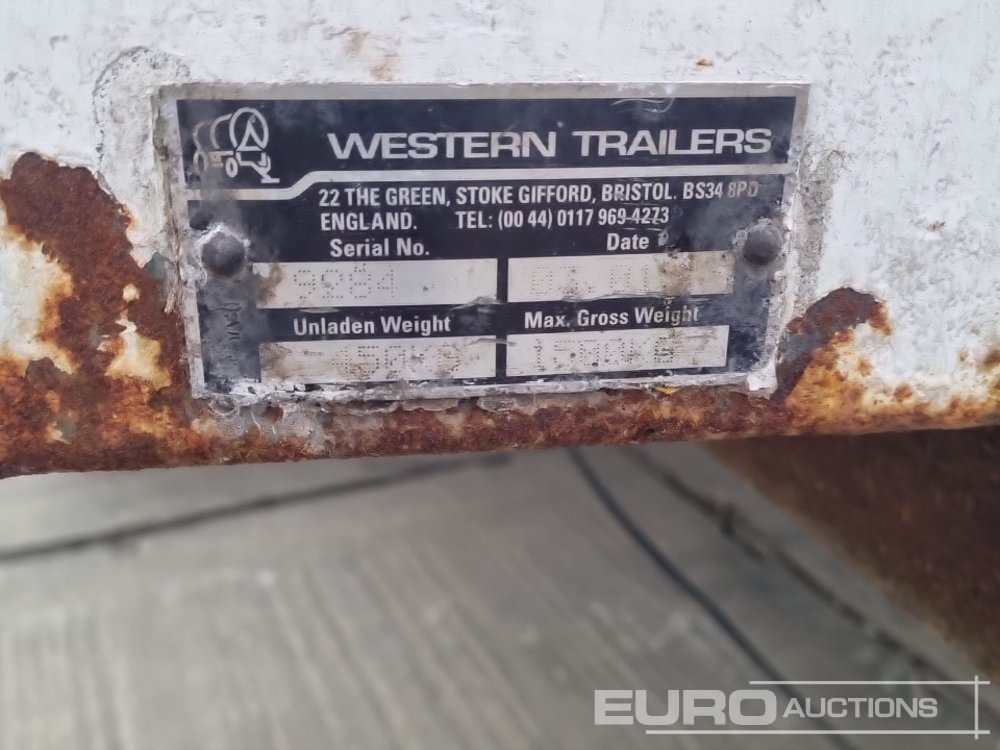 WESTERN TRAILERS
22 THE GREEN, STOKE GIFFORD, BRISTOL. BS34 8PD
ENGLAND. TEL: (00 44) 0117 969 4273
Serial No. Date
Unladen Weight Max. Gross Weight
EURO AUCTIONS